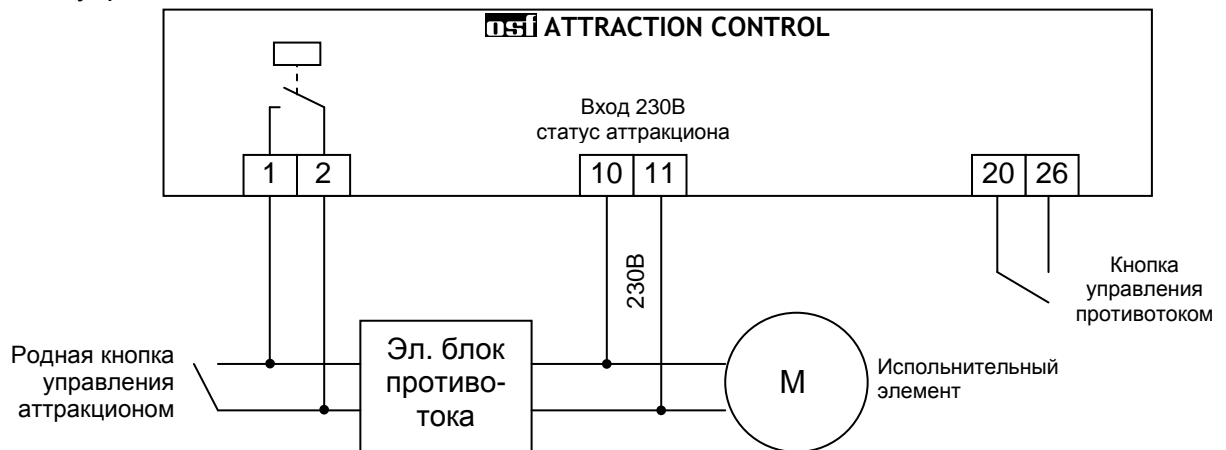 osf ATTRACTION CONTROL
Вход 230В
статус аттракциона
1 2
10 11
20 26
230В
Кнопка
управления
противотоком
Родная кнопка
управления
аттракционом
Эл. блок
противо-
тока
М
Испольнительный
элемент